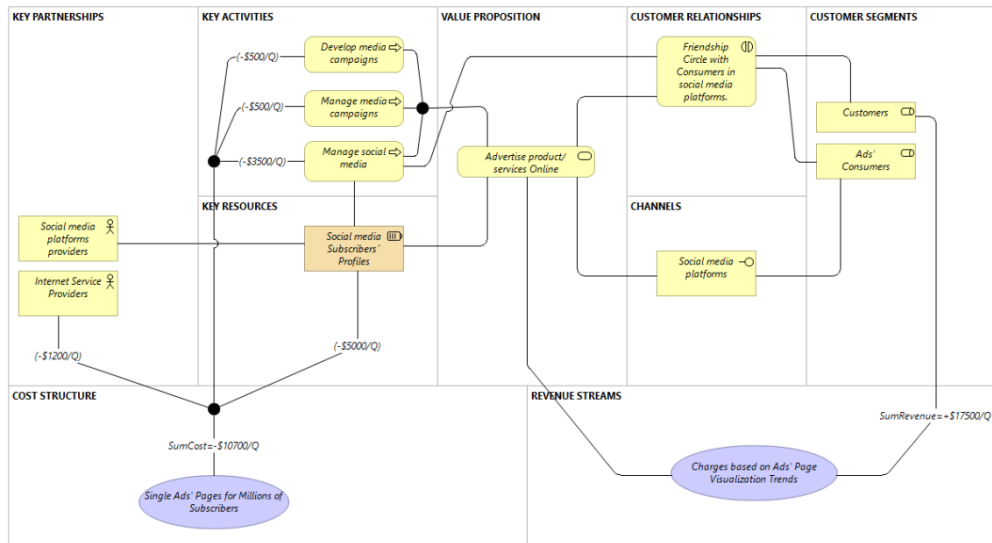 KEY PARTNERSHIPS
KEY ACTIVITIES
VALUE PROPOSITION
CUSTOMER RELATIONSHIPS
CUSTOMER SEGMENTS
Develop media
campaigns
(-$500/Q)
Manage media
campaigns
(-$500/Q)
Manage social
media
(-$3500/Q)
Advertise product/
services Online
Friendship
Circle with
Consumers in
social media
platforms.
Customers
Ads'
Consumers
KEY RESOURCES
CHANNELS
Social media
platforms
providers
Internet Service
Providers
Social media
Subscribers'
Profiles
Social media
platforms
(-$1200/Q)
(-$5000/Q)
COST STRUCTURE
REVENUE STREAMS
SumCost=-$10700/Q
SumRevenue=+$17500/Q
Single Ads' Pages for Millions of
Subscribers
Charges based on Ads' Page
Visualization Trends